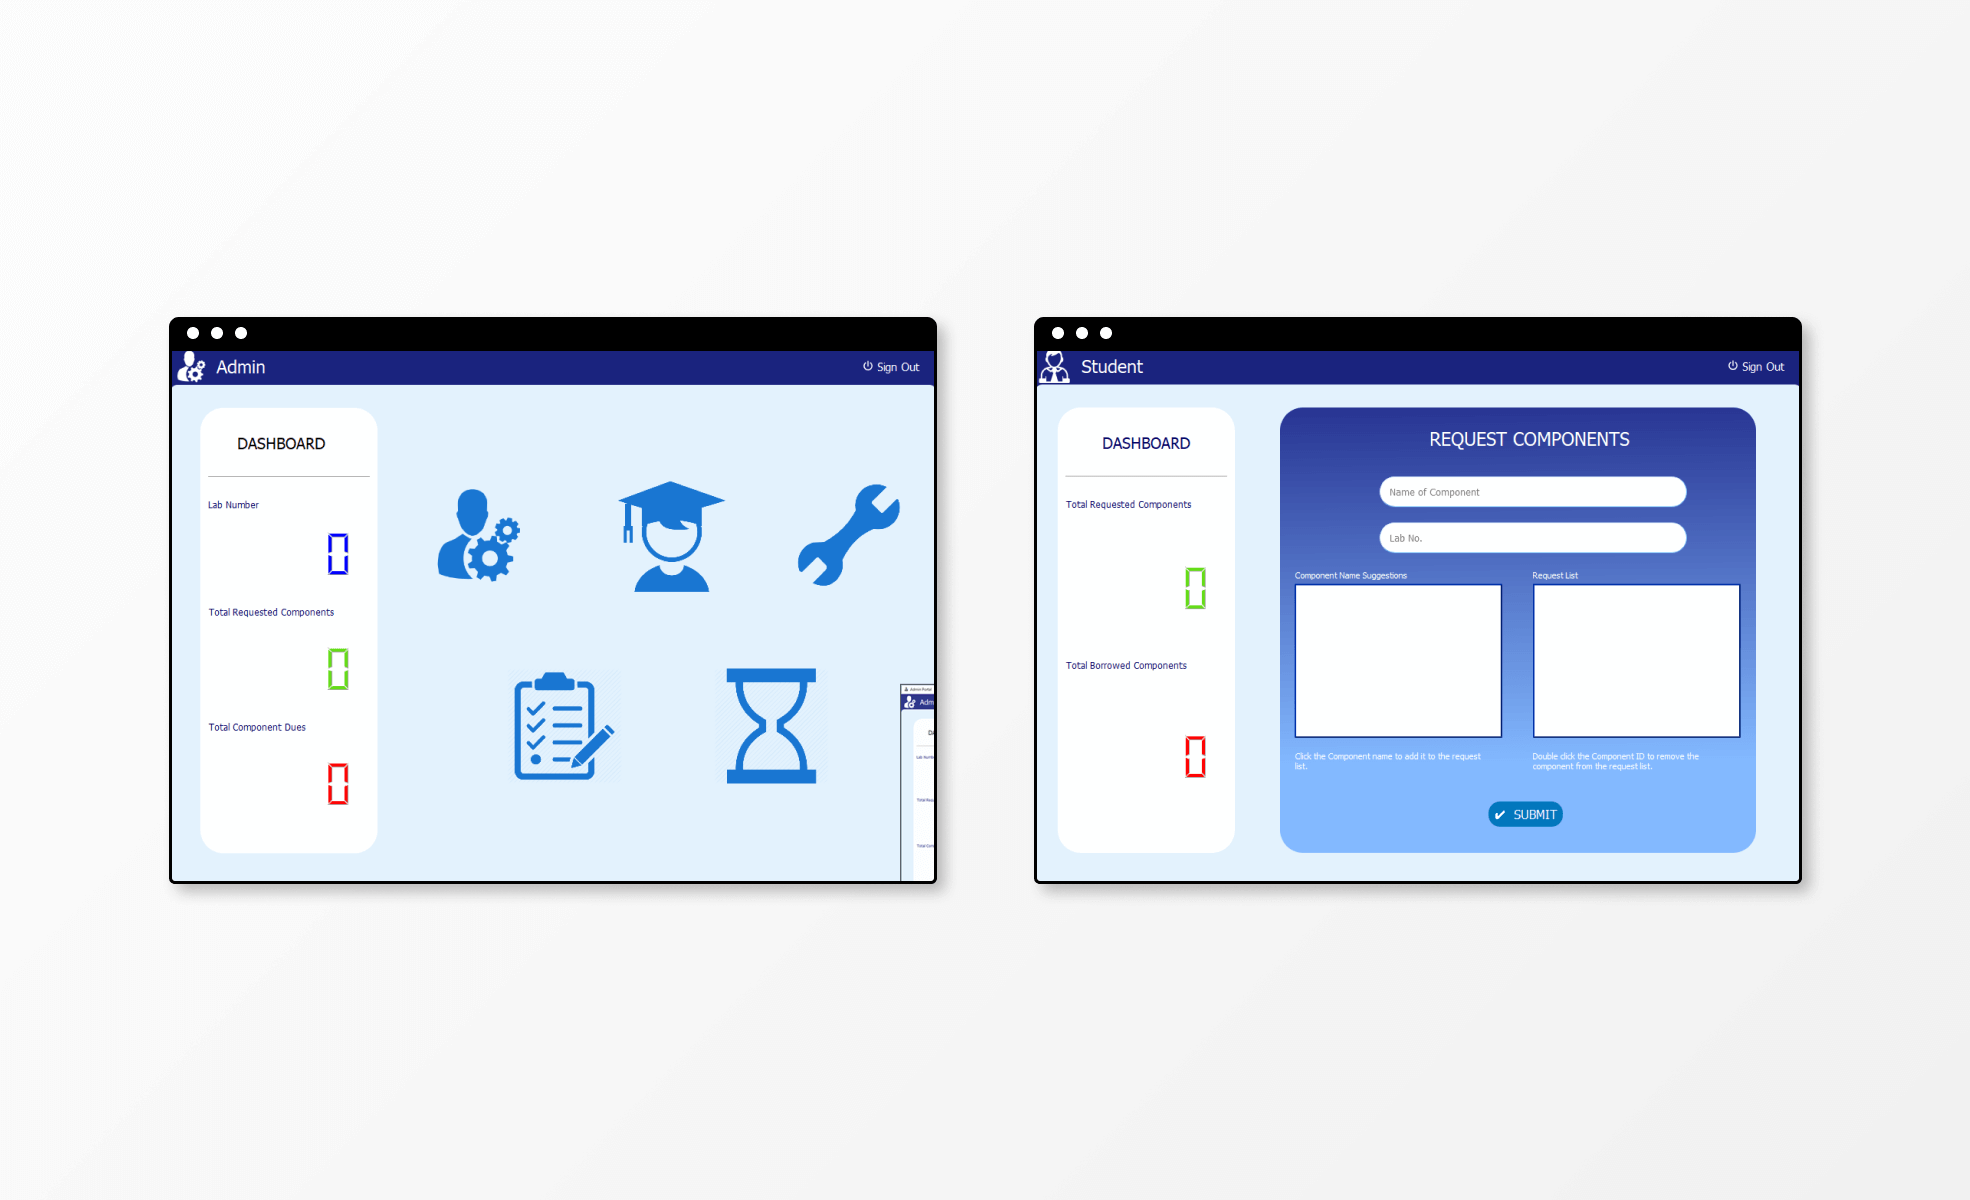 Admin
Sign Out
DASHBOARD
Lab Number
0
Total Requested Components
0
Total Component Dues
0
Admin Portal
Student
Sign Out
DASHBOARD
Total Requested Components
0
Total Borrowed Components
0
REQUEST COMPONENTS
Name of Component
Lab No.
Component Name Suggestions
Request List
Click the Component name to add it to the request
list.
Double click the Component ID to remove the
component from the request list.
✔ SUBMIT